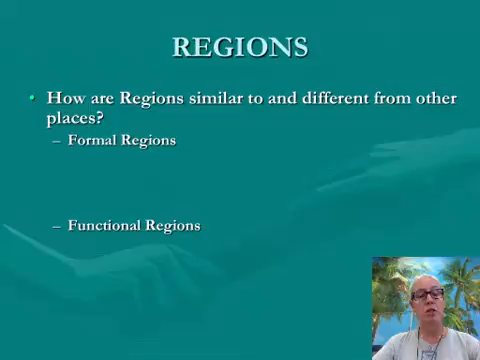 REGIONS
• How are Regions similar to and different from other
places?
– Formal Regions
– Functional Regions